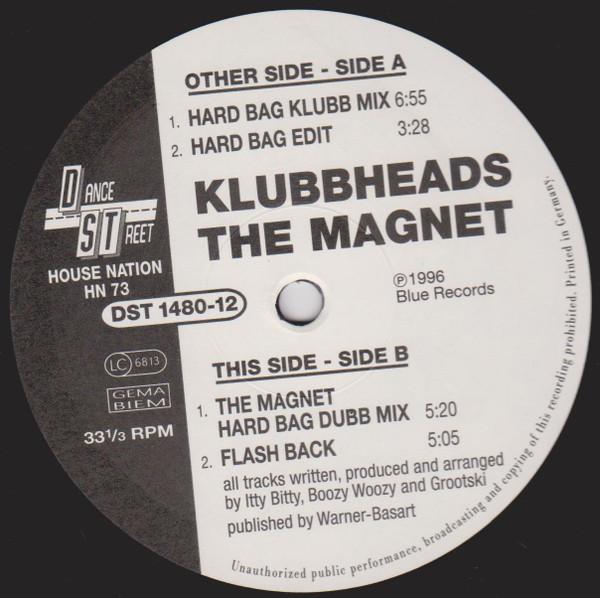 OTHER SIDE - SIDE A
1. HARD BAG KLUBB MIX 6:55
2. HARD BAG EDIT 3:28
KLUBBHEADS
THE MAGNET
DANCE
STREET
HOUSE NATION
HN 73
DST 1480-12
℗1996
Blue Records
LC 6813
GEMA
BIEM
33 1/3 RPM
THIS SIDE - SIDE B
1. THE MAGNET
HARD BAG DUBB MIX 5:20
2. FLASH BACK 5:05
all tracks written, produced and arranged
by Itty Bitty, Boozy Woozy and Grootski
published by Warner-Basart
Unauthorized public performance, broadcasting and copying of this recording prohibited. Printed in Germany.